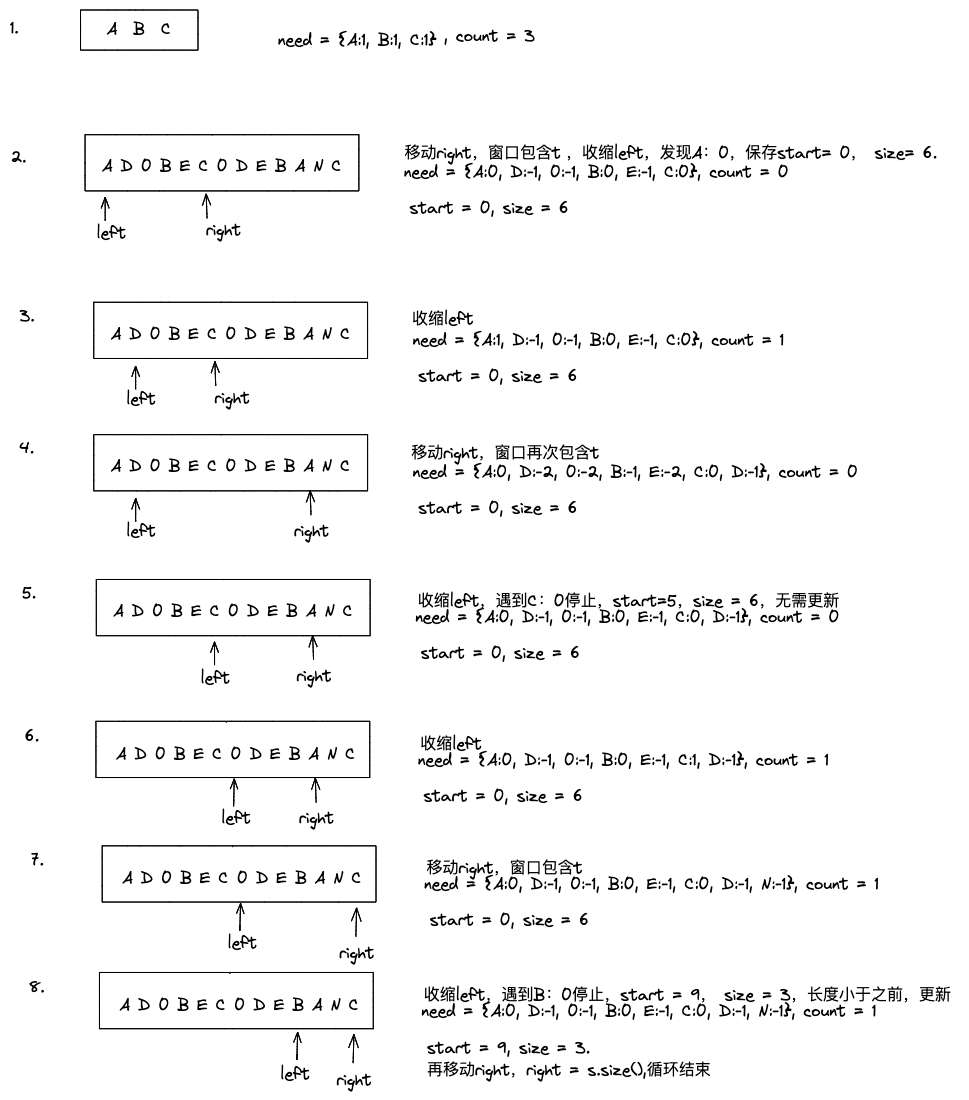 1.
A B C
need = {A:1, B:1, C:1} , count = 3
2.
A D O B E C O D E B A N C
left
right
移动right，窗口包含t ，收缩left，发现A：0，保存start= 0， size= 6.
need = {A:0, D:-1, O:-1, B:0, E:-1, C:0}, count = 0
start = 0, size = 6
3.
A D O B E C O D E B A N C
left
right
收缩left
need = {A:1, D:-1, O:-1, B:0, E:-1, C:0}, count = 1
start = 0, size = 6
4.
A D O B E C O D E B A N C
left
right
移动right，窗口再次包含t
need = {A:0, D:-2, O:-2, B:-1, E:-2, C:0, D:-1}, count = 0
start = 0, size = 6
5.
A D O B E C O D E B A N C
left
right
收缩left，遇到C：0停止，start=5，size = 6，无需更新
need = {A:0, D:-1, O:-1, B:0, E:-1, C:0, D:-1}, count = 0
start = 0, size = 6
6.
A D O B E C O D E B A N C
left
right
收缩left
need = {A:0, D:-1, O:-1, B:0, E:-1, C:1, D:-1}, count = 1
start = 0, size = 6
7.
A D O B E C O D E B A N C
left
right
移动right，窗口包含t
need = {A:0, D:-1, O:-1, B:0, E:-1, C:0, D:-1, N:-1}, count = 1
start = 0, size = 6
8.
A D O B E C O D E B A N C
left
right
收缩left，遇到B：0停止，start = 9， size = 3，长度小于之前，更新
need = {A:0, D:-1, O:-1, B:0, E:-1, C:0, D:-1, N:-1}, count = 1
start = 9, size = 3.
再移动right，right = s.size(),循环结束